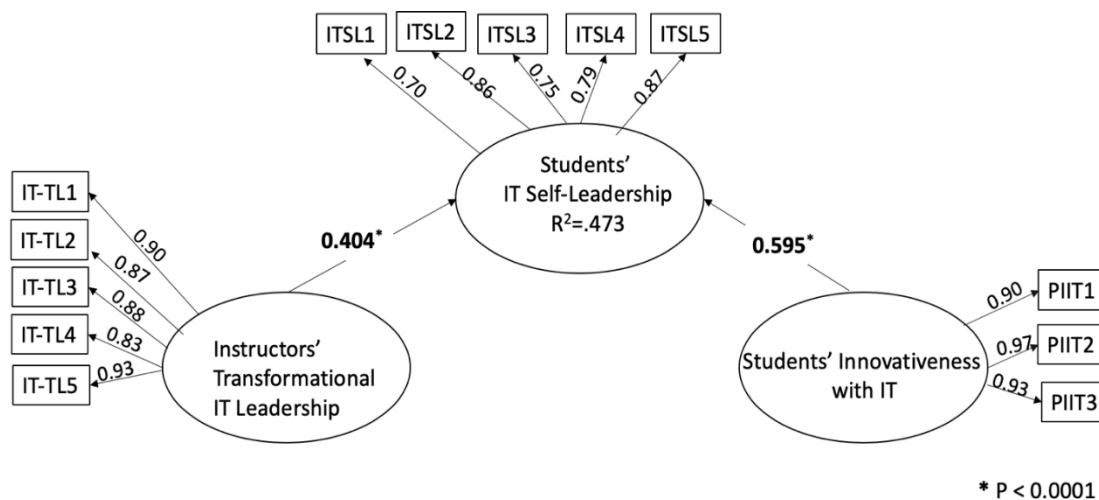 ITSL1
ITSL2
ITSL3
ITSL4
ITSL5
0.70
0.86
0.75
0.79
0.87
Students’
IT Self-Leadership
R²=.473
IT-TL1
IT-TL2
IT-TL3
IT-TL4
IT-TL5
0.90
0.87
0.88
0.83
0.93
0.404*
0.595*
Instructors’
Transformational
IT Leadership
Students’ Innovativeness
with IT
0.90
0.97
0.93
PIIT1
PIIT2
PIIT3
* P < 0.0001